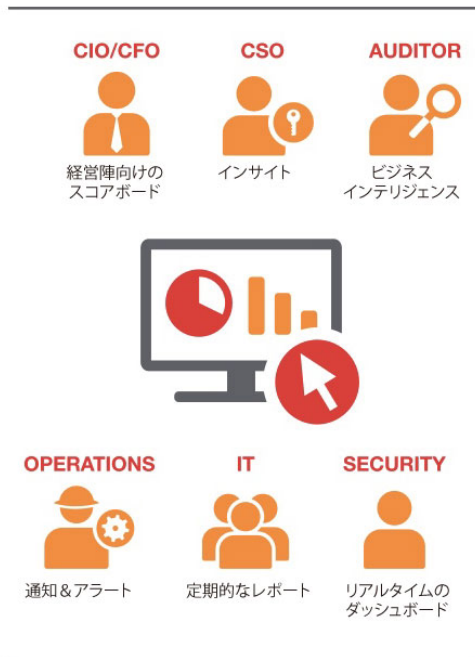 CIO/CFO
CSO
AUDITOR
経営陣向けの
スコアボード
インサイト
ビジネス
インテリジェンス
OPERATIONS
IT
SECURITY
通知&アラート
定期的なレポート
リアルタイムの
ダッシュボード